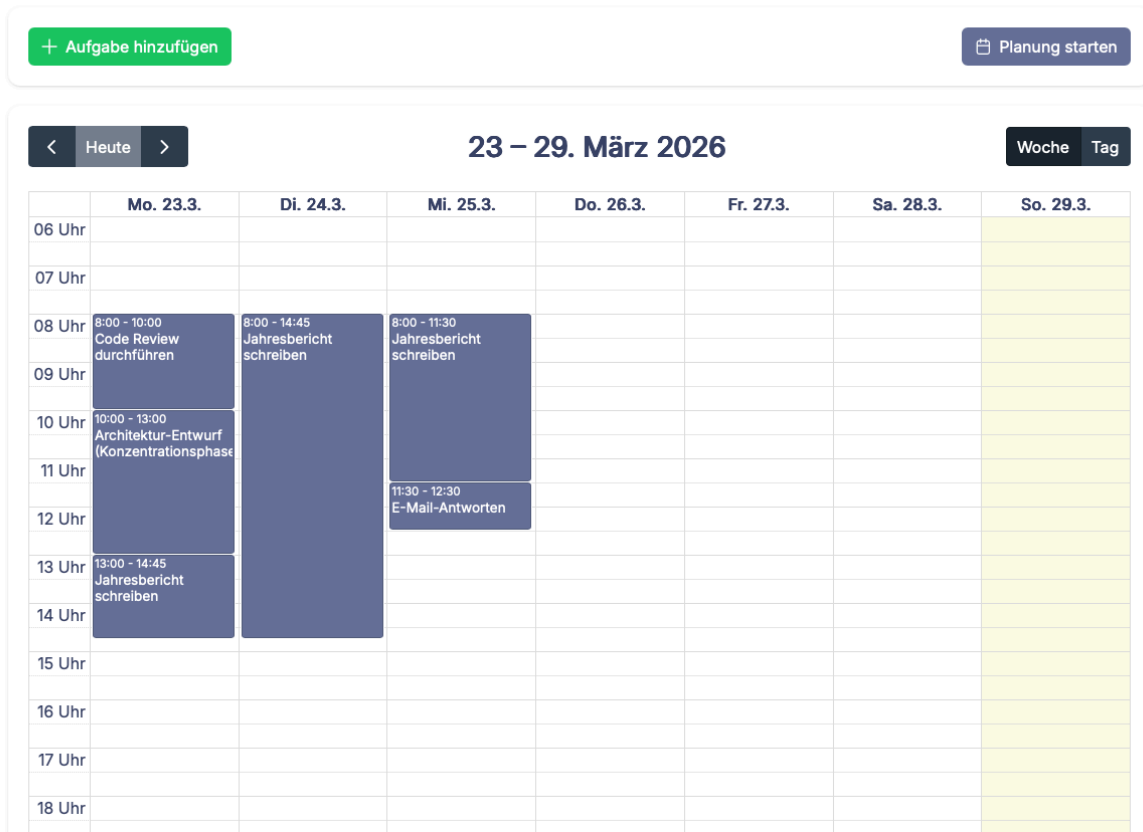 Aufgabe hinzufügen
Planung starten
Heute
23 – 29. März 2026
Woche
Tag
Mo. 23.3.
Di. 24.3.
Mi. 25.3.
Do. 26.3.
Fr. 27.3.
Sa. 28.3.
So. 29.3.
06 Uhr
07 Uhr
08 Uhr
09 Uhr
10 Uhr
11 Uhr
12 Uhr
13 Uhr
14 Uhr
15 Uhr
16 Uhr
17 Uhr
18 Uhr
8:00 - 10:00
Code Review
durchführen
10:00 - 13:00
Architektur-Entwurf
(Konzentrationsphase
13:00 - 14:45
Jahresbericht
schreiben
8:00 - 14:45
Jahresbericht
schreiben
8:00 - 11:30
Jahresbericht
schreiben
11:30 - 12:30
E-Mail-Antworten